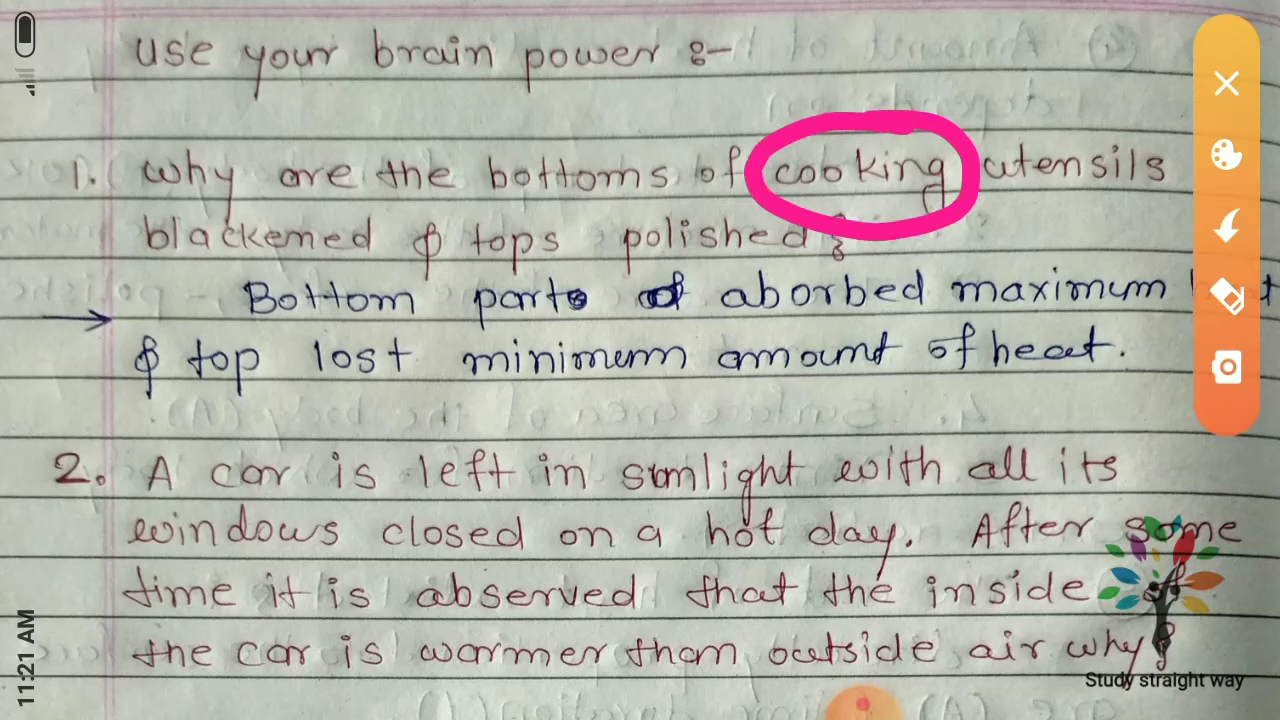 use your brain power :-
1. why are the bottoms of cooking utensils
blackened & tops polished?
Bottom parts of aborbed maximum
→ & top lost minimum amount of heat.
2. A car is left in sunlight with all its
windows closed on a hot day. After some
time it is observed that the inside of
the car is warmer than outside air why?
Study straight way
11:21 AM